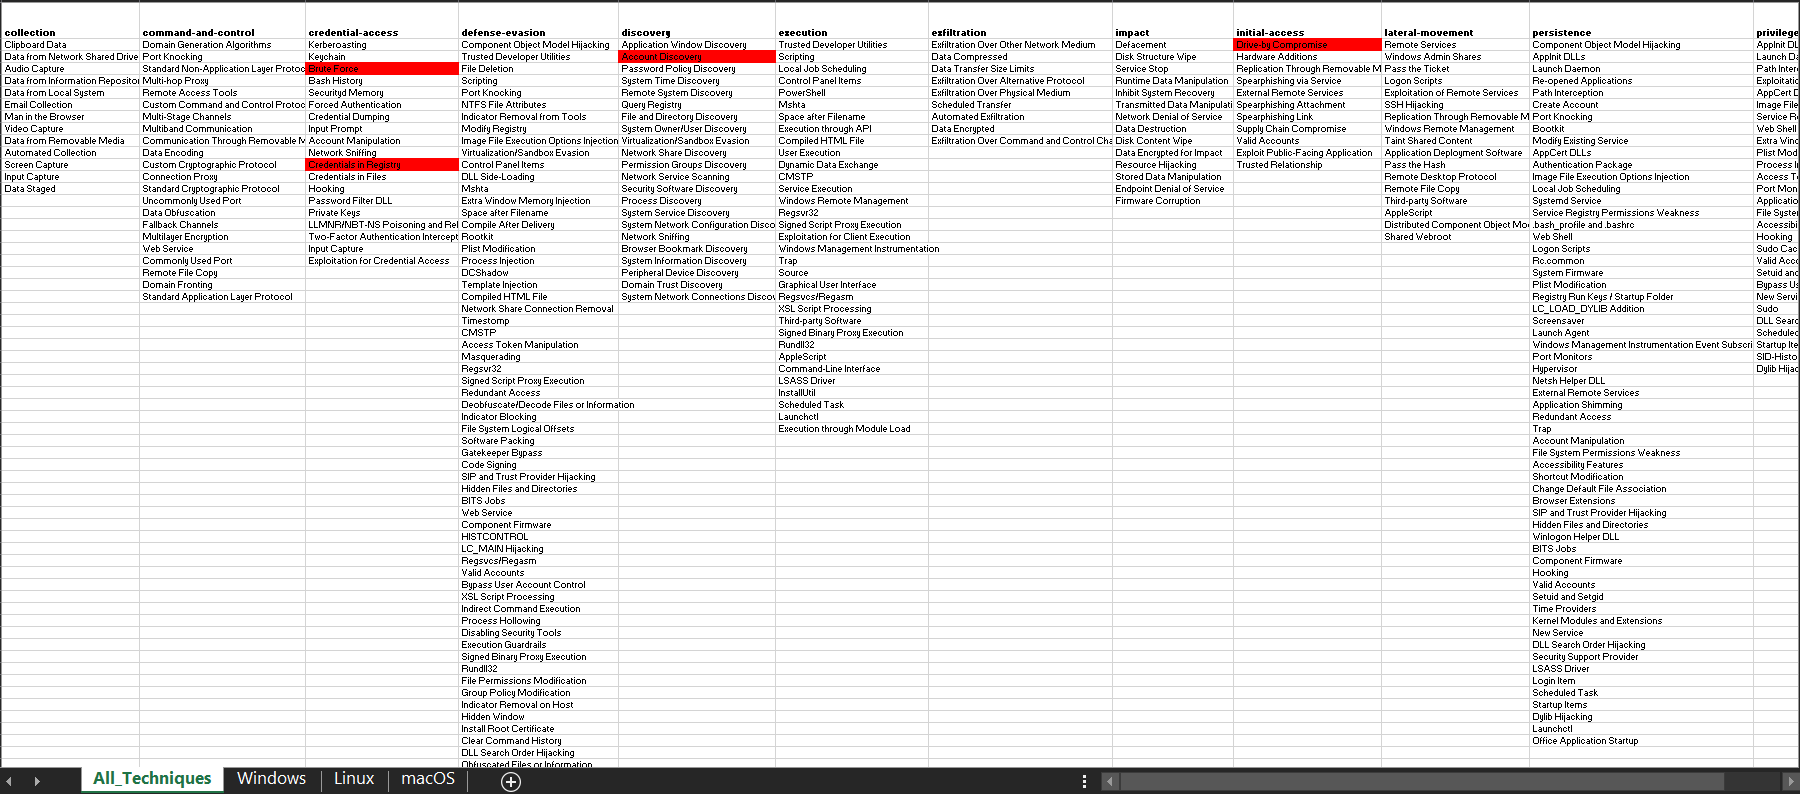 collection
Clipboard Data
Data from Network Shared Drive
Audio Capture
Data from Information Repositor
Data from Local System
Email Collection
Man in the Browser
Video Capture
Data from Removable Media
Automated Collection
Screen Capture
Input Capture
Data Staged
command-and-control
Domain Generation Algorithms
Port Knocking
Standard Non-Application Layer Protoc
Multi-hop Proxy
Remote Access Tools
Custom Command and Control Protoc
Multi-Stage Channels
Multiband Communication
Communication Through Removable M
Data Encoding
Custom Cryptographic Protocol
Connection Proxy
Standard Cryptographic Protocol
Uncommonly Used Port
Data Obfuscation
Fallback Channels
Multilayer Encryption
Web Service
Commonly Used Port
Remote File Copy
Domain Fronting
Standard Application Layer Protocol
credential-access
Kerberoasting
Keychain
Brute Force
Bash History
Securityd Memory
Forced Authentication
Credential Dumping
Input Prompt
Account Manipulation
Network Sniffing
Credentials in Registry
Credentials in Files
Hooking
Password Filter DLL
Private Keys
LLMNR/NBT-NS Poisoning and Rel
Two-Factor Authentication Intercept
Input Capture
Exploitation for Credential Access
defense-evasion
Component Object Model Hijacking
Trusted Developer Utilities
File Deletion
Scripting
Port Knocking
NTFS File Attributes
Indicator Removal from Tools
Modify Registry
Image File Execution Options Injection
Virtualization/Sandbox Evasion
Control Panel Items
DLL Side-Loading
Mshta
Extra Window Memory Injection
Space after Filename
Compile After Delivery
Rootkit
Plist Modification
Process Injection
DCShadow
Template Injection
Compiled HTML File
Network Share Connection Removal
Timestomp
CMSTP
Access Token Manipulation
Masquerading
Regsvr32
Signed Script Proxy Execution
Redundant Access
Deobfuscate/Decode Files or Information
Indicator Blocking
File System Logical Offsets
Software Packing
Gatekeeper Bypass
Code Signing
SIP and Trust Provider Hijacking
Hidden Files and Directories
BITS Jobs
Web Service
Component Firmware
HISTCONTROL
LC_MAIN Hijacking
Regsvcs/Regasm
Valid Accounts
Bypass User Account Control
XSL Script Processing
Indirect Command Execution
Process Hollowing
Disabling Security Tools
Execution Guardrails
Signed Binary Proxy Execution
Rundll32
File Permissions Modification
Group Policy Modification
Indicator Removal on Host
Hidden Window
Install Root Certificate
Clear Command History
DLL Search Order Hijacking
Obfuscated Files or Information
discovery
Application Window Discovery
Account Discovery
Password Policy Discovery
System Time Discovery
Remote System Discovery
Query Registry
File and Directory Discovery
System Owner/User Discovery
Virtualization/Sandbox Evasion
Network Share Discovery
Permission Groups Discovery
Network Service Scanning
Security Software Discovery
Process Discovery
System Service Discovery
System Network Configuration Disco
Network Sniffing
Browser Bookmark Discovery
System Information Discovery
Peripheral Device Discovery
Domain Trust Discovery
System Network Connections Discov
execution
Trusted Developer Utilities
Scripting
Local Job Scheduling
Control Panel Items
PowerShell
Mshta
Space after Filename
Execution through API
Compiled HTML File
User Execution
Dynamic Data Exchange
CMSTP
Service Execution
Windows Remote Management
Regsvr32
Signed Script Proxy Execution
Exploitation for Client Execution
Windows Management Instrumentation
Trap
Source
Graphical User Interface
Regsvcs/Regasm
XSL Script Processing
Third-party Software
Signed Binary Proxy Execution
Rundll32
AppleScript
Command-Line Interface
LSASS Driver
InstallUtil
Scheduled Task
Launchctl
Execution through Module Load
exfiltration
Exfiltration Over Other Network Medium
Data Compressed
Data Transfer Size Limits
Exfiltration Over Alternative Protocol
Exfiltration Over Physical Medium
Scheduled Transfer
Automated Exfiltration
Data Encrypted
Exfiltration Over Command and Control Cha
impact
Defacement
Disk Structure Wipe
Service Stop
Runtime Data Manipulation
Inhibit System Recovery
Transmitted Data Manipulati
Network Denial of Service
Data Destruction
Disk Content Wipe
Data Encrypted for Impact
Resource Hijacking
Stored Data Manipulation
Endpoint Denial of Service
Firmware Corruption
initial-access
Drive-by Compromise
Hardware Additions
Replication Through Removable M
Spearphishing via Service
External Remote Services
Spearphishing Attachment
Spearphishing Link
Supply Chain Compromise
Valid Accounts
Exploit Public-Facing Application
Trusted Relationship
lateral-movement
Remote Services
Windows Admin Shares
Pass the Ticket
Logon Scripts
Exploitation of Remote Services
SSH Hijacking
Replication Through Removable M
Windows Remote Management
Taint Shared Content
Application Deployment Software
Pass the Hash
Remote Desktop Protocol
Remote File Copy
Third-party Software
AppleScript
Distributed Component Object Mo
Shared Webroot
persistence
Component Object Model Hijacking
AppInit DLLs
Launch Daemon
Re-opened Applications
Path Interception
Create Account
Port Knocking
Bootkit
Modify Existing Service
AppCert DLLs
Authentication Package
Image File Execution Options Injection
Local Job Scheduling
Systemd Service
Service Registry Permissions Weakness
.bash_profile and .bashrc
Web Shell
Logon Scripts
Rc.common
System Firmware
Plist Modification
Registry Run Keys / Startup Folder
LC_LOAD_DYLIB Addition
Screensaver
Launch Agent
Windows Management Instrumentation Event Subscri
Port Monitors
Hypervisor
Netsh Helper DLL
External Remote Services
Application Shimming
Redundant Access
Trap
Account Manipulation
File System Permissions Weakness
Accessibility Features
Shortcut Modification
Change Default File Association
Browser Extensions
SIP and Trust Provider Hijacking
Hidden Files and Directories
Winlogon Helper DLL
BITS Jobs
Component Firmware
Hooking
Valid Accounts
Setuid and Setgid
Time Providers
Kernel Modules and Extensions
New Service
DLL Search Order Hijacking
Security Support Provider
LSASS Driver
Login Item
Scheduled Task
Startup Items
Dylib Hijacking
Launchctl
Office Application Startup
privilege
AppInit DL
Launch Da
Path Inter
Exploitati
AppCert D
Image File
Service R
Web Shell
Extra Winc
Plist Mod
Process In
Access To
Port Mon
Applicatio
File Syster
Accessibi
Hooking
Sudo Cac
Valid Acco
Setuid and
Bypass Us
New Servi
Sudo
DLL Searc
Scheduled
Startup Ite
SID-Histo
Dylib Hijac
All_Techniques
Windows
Linux
macOS